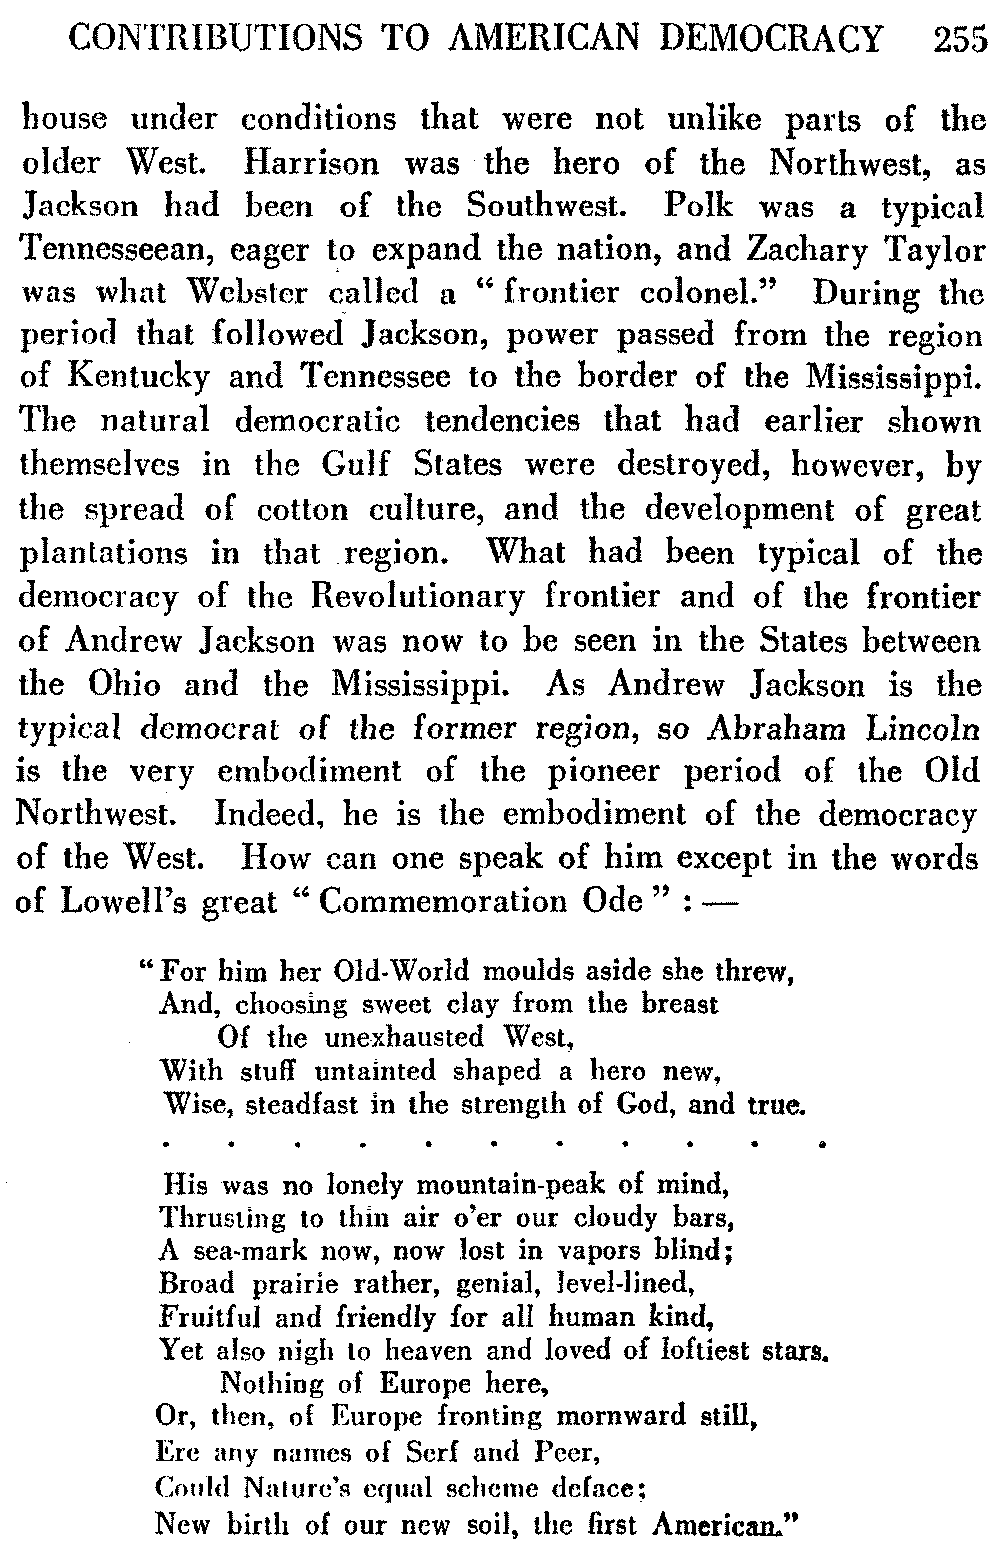 CONTRIBUTIONS TO AMERICAN DEMOCRACY 255
house under conditions that were not unlike parts of the
older West. Harrison was the hero of the Northwest, as
Jackson had been of the Southwest. Polk was a typical
Tennesseean, eager to expand the nation, and Zachary Taylor
was what Webster called a " frontier colonel." During the
period that followed Jackson, power passed from the region
of Kentucky and Tennessee to the border of the Mississippi.
The natural democratic tendencies that had earlier shown
themselves in the Gulf States were destroyed, however, by
the spread of cotton culture, and the development of great
plantations in that region. What had been typical of the
democracy of the Revolutionary frontier and of the frontier
of Andrew Jackson was now to be seen in the States between
the Ohio and the Mississippi. As Andrew Jackson is the
typical democrat of the former region, so Abraham Lincoln
is the very embodiment of the pioneer period of the Old
Northwest. Indeed, he is the embodiment of the democracy
of the West. How can one speak of him except in the words
of Lowell's great " Commemoration Ode " : —
" For him her Old-World moulds aside she threw,
And, choosing sweet clay from the breast
Of the unexhausted West,
With stuff untainted shaped a hero new,
Wise, steadfast in the strength of God, and true.
. . . . . . . . . . .
His was no lonely mountain-peak of mind,
Thrusting to thin air o'er our cloudy bars,
A sea-mark now, now lost in vapors blind;
Broad prairie rather, genial, level-lined,
Fruitful and friendly for all human kind,
Yet also nigh to heaven and loved of loftiest stars.
Nothing of Europe here,
Or, then, of Europe fronting mornward still,
Ere any names of Serf and Peer,
Could Nature's equal scheme deface;
New birth of our new soil, the first American."